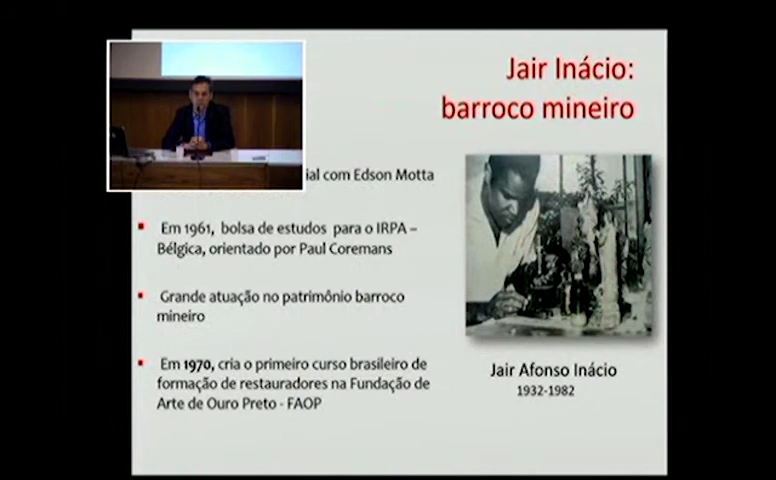 Jair Inácio:
barroco mineiro
ial com Edson Motta
Em 1961, bolsa de estudos para o IRPA –
Bélgica, orientado por Paul Coremans
Grande atuação no patrimônio barroco
mineiro
Em 1970, cria o primeiro curso brasileiro de
formação de restauradores na Fundação de
Arte de Ouro Preto - FAOP
Jair Afonso Inácio
1932-1982